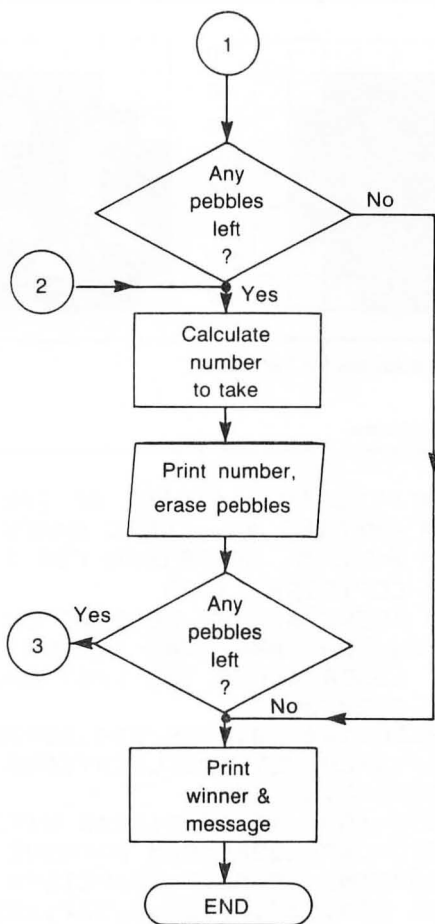 1
Any
pebbles
left
?
No
2
Yes
Calculate
number
to take
Print number,
erase pebbles
Yes
Any
pebbles
left
?
3
No
Print
winner &
message
END